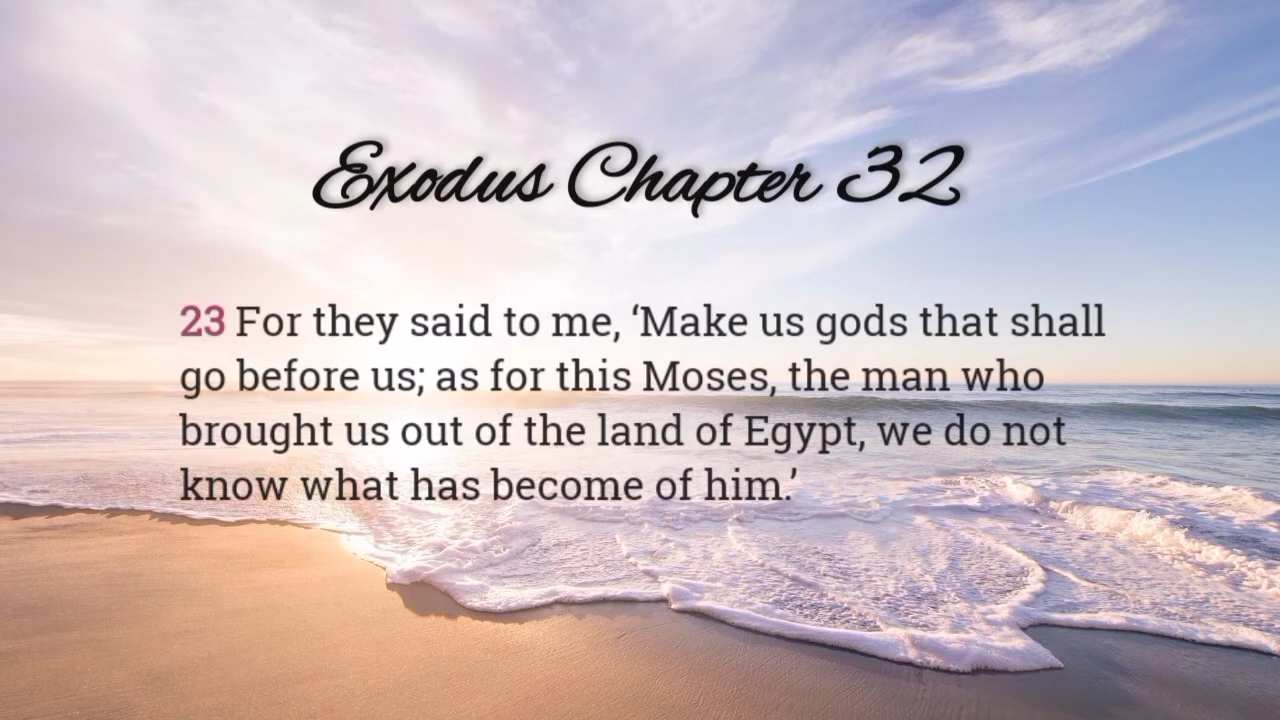 Exodus Chapter 32
23 For they said to me, ‘Make us gods that shall
go before us; as for this Moses, the man who
brought us out of the land of Egypt, we do not
know what has become of him.’